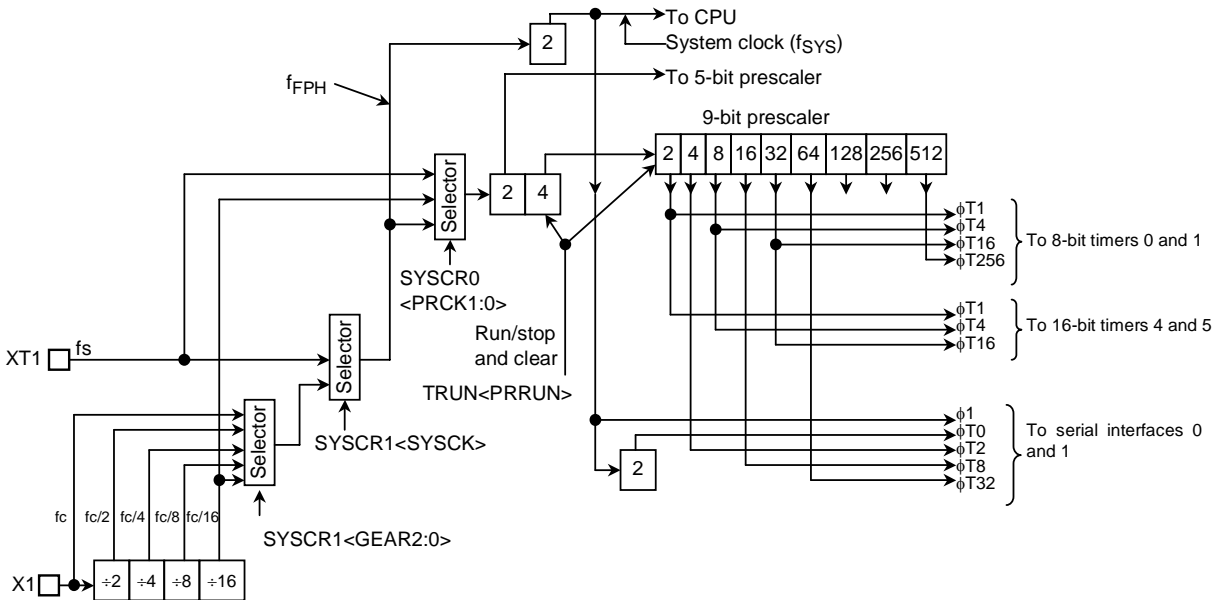 To CPU
2
System clock (fSYS)
To 5-bit prescaler
fFPH
9-bit prescaler
2 4 8 16 32 64 128 256 512
Selector
2 4
ϕT1
ϕT4
ϕT16
ϕT256
To 8-bit timers 0 and 1
SYSCR0
<PRCK1:0>
ϕT1
ϕT4
ϕT16
To 16-bit timers 4 and 5
Run/stop
and clear
XT1
fs
Selector
TRUN<PRRUN>
ϕ1
ϕT0
ϕT2
ϕT8
ϕT32
To serial interfaces 0
and 1
Selector
SYSCR1<SYSCK>
2
fc fc/2 fc/4 fc/8 fc/16
SYSCR1<GEAR2:0>
X1
÷2 ÷4 ÷8 ÷16